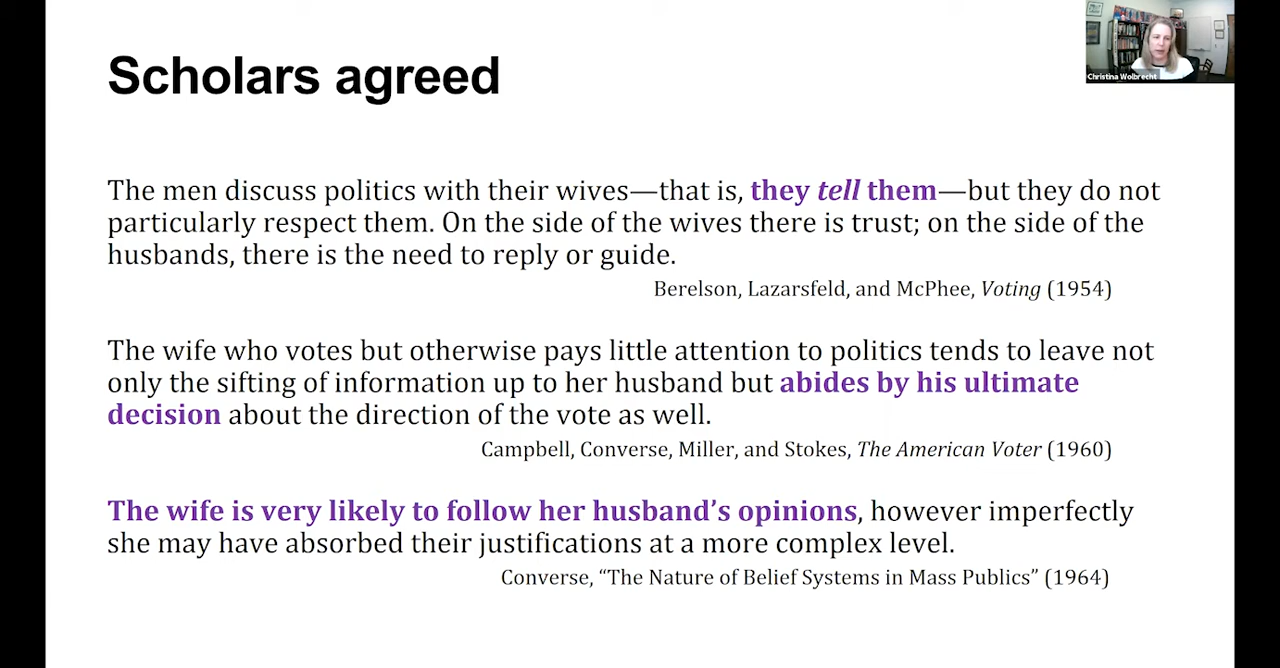 Scholars agreed
Christina Wolbrecht
The men discuss politics with their wives—that is, they tell them—but they do not
particularly respect them. On the side of the wives there is trust; on the side of the
husbands, there is the need to reply or guide.
Berelson, Lazarsfeld, and McPhee, Voting (1954)
The wife who votes but otherwise pays little attention to politics tends to leave not
only the sifting of information up to her husband but abides by his ultimate
decision about the direction of the vote as well.
Campbell, Converse, Miller, and Stokes, The American Voter (1960)
The wife is very likely to follow her husband’s opinions, however imperfectly
she may have absorbed their justifications at a more complex level.
Converse, “The Nature of Belief Systems in Mass Publics” (1964)